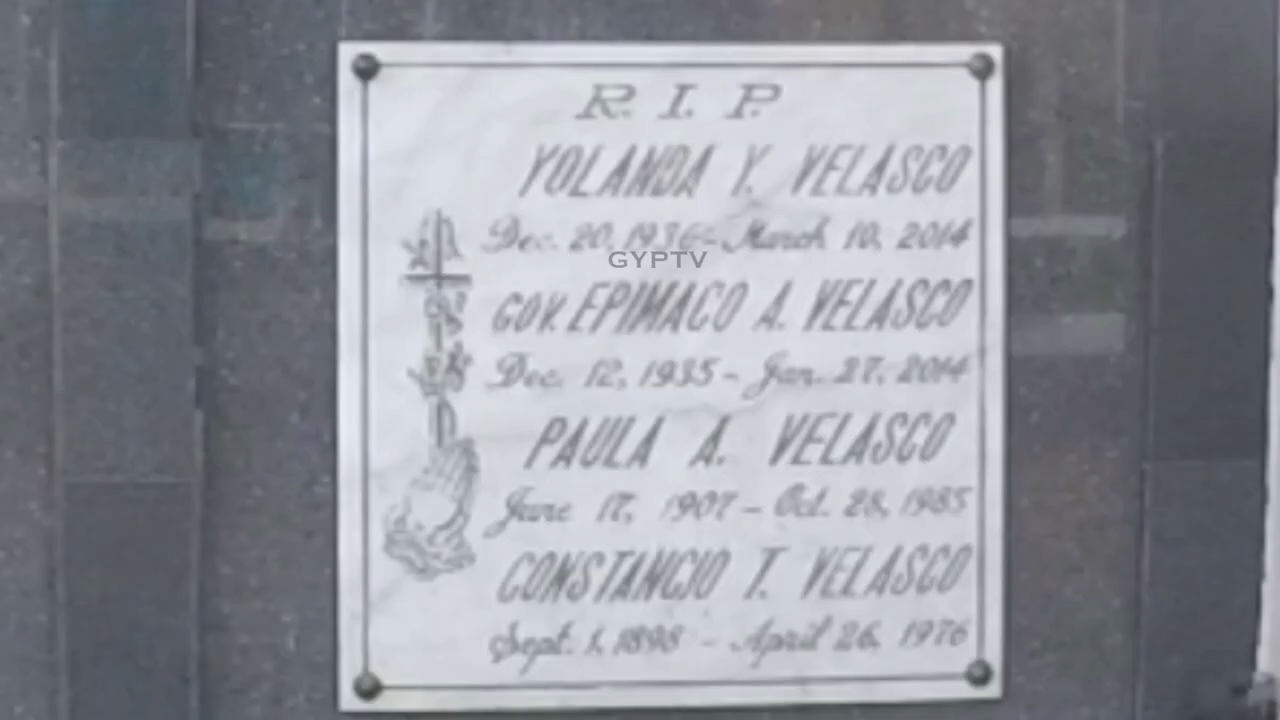 R. I. P.
YOLANDA Y. VELASCO
Dec. 20, 1936 - March 10, 2014
GYPTV
GOV. EPIMACO A. VELASCO
Dec. 12, 1935 - Jan. 27, 2014
PAULA A. VELASCO
June 17, 1907 - Oct. 28, 1985
CONSTANCIO T. VELASCO
Sept. 1, 1898 - April 26, 1976